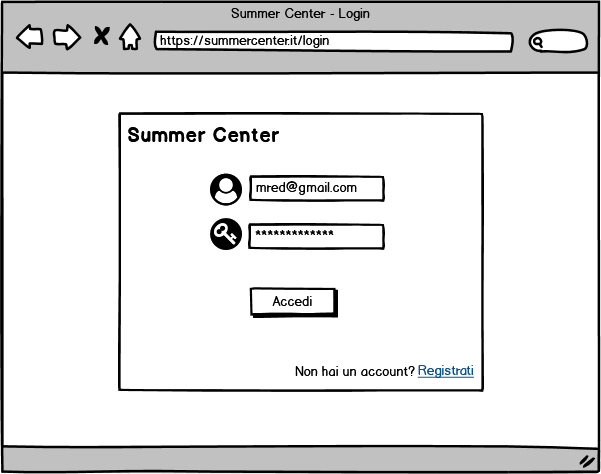 Summer Center - Login
https://summercenter.it/login
Summer Center
mred@gmail.com
*************
Accedi
Non hai un account? Registrati